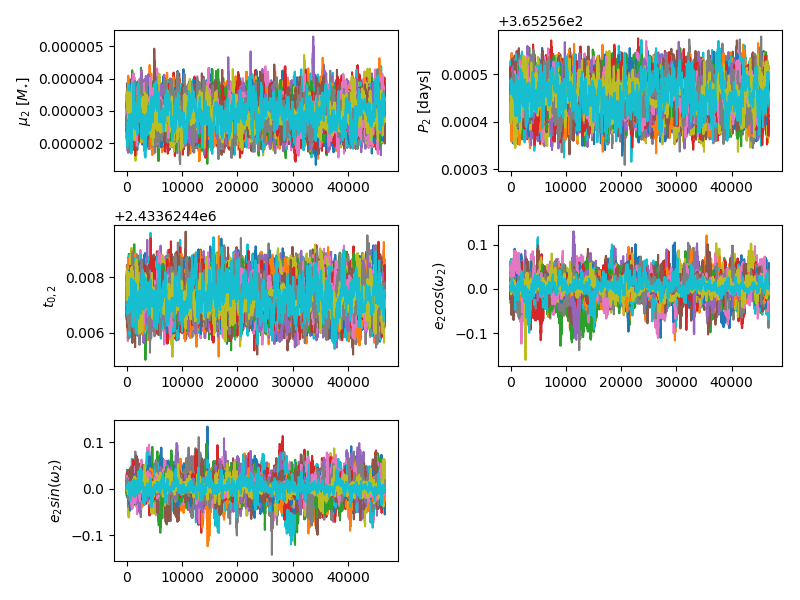 +3.65256e2
0.000005
0.000004
0.000003
0.000002
μ₂ [M⋆]
0 10000 20000 30000 40000
0.0005
0.0004
0.0003
P₂ [days]
0 10000 20000 30000 40000
+2.4336244e6
0.008
0.006
t₀,₂
0 10000 20000 30000 40000
0.1
0.0
−0.1
e₂cos(ω₂)
0 10000 20000 30000 40000
0.1
0.0
−0.1
e₂sin(ω₂)
0 10000 20000 30000 40000